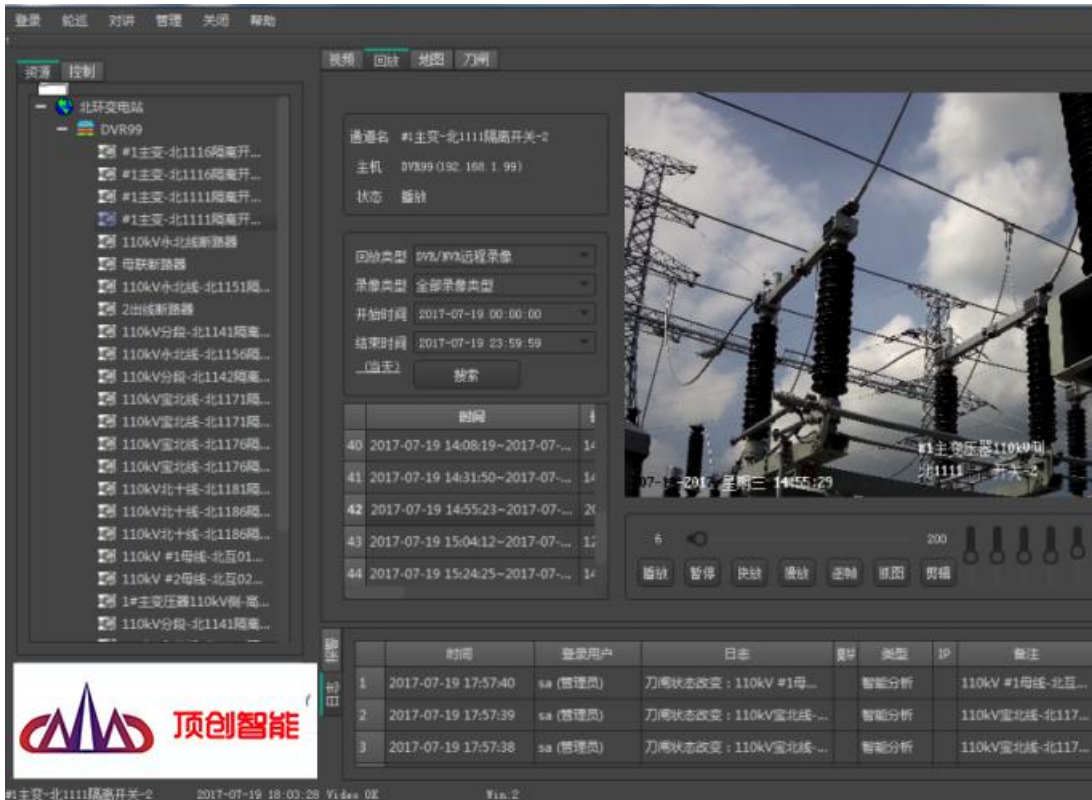 登录 轮巡 对讲 管理 关闭 帮助
资源 控制
北环变电站
DVR99
#1主变-北1116隔离开...
#1主变-北1116隔离开...
#1主变-北1111隔离开...
#1主变-北1111隔离开...
110kV永北线断路器
母联断路器
110kV永北线-北1151隔...
2出线断路器
110kV分段-北1141隔离...
110kV永北线-北1156隔...
110kV分段-北1142隔离...
110kV宝北线-北1171隔...
110kV宝北线-北1171隔...
110kV宝北线-北1176隔...
110kV宝北线-北1176隔...
110kV北十线-北1181隔...
110kV北十线-北1186隔...
110kV北十线-北1186隔...
110kV #1母线-北互01...
110kV #2母线-北互02...
1#主变压器110kV侧-高...
110kV分段-北1141隔离...
顶创智能
视频 回放 地图 刀闸
通道名 #1主变-北1111隔离开关-2
主机 DVR99(192.168.1.99)
状态 播放
回放类型 DVR/NVR远程录像
录像类型 全部录像类型
开始时间 2017-07-19 00:00:00
结束时间 2017-07-19 23:59:59
(当天) 搜索
时间
40 2017-07-19 14:08:19~2017-07-... 14
41 2017-07-19 14:31:50~2017-07-... 14
42 2017-07-19 14:55:23~2017-07-... 20
43 2017-07-19 15:04:12~2017-07-... 12
44 2017-07-19 15:24:25~2017-07-... 14
#1主变压器110kV侧
北1111 开关-2
星期三 14:55:29
6 200
播放 暂停 快放 慢放 逐帧 抓图 剪辑
日志
时间 登录用户 日志 类型 IP 备注
1 2017-07-19 17:57:40 sa (管理员) 刀闸状态改变：110kV #1母... 智能分析 110kV #1母线-北互...
2 2017-07-19 17:57:39 sa (管理员) 刀闸状态改变：110kV宝北线-... 智能分析 110kV宝北线-北117...
3 2017-07-19 17:57:38 sa (管理员) 刀闸状态改变：110kV宝北线-... 智能分析 110kV宝北线-北117...
#1主变-北1111隔离开关-2 2017-07-19 18:03:28 Video OK Win:2